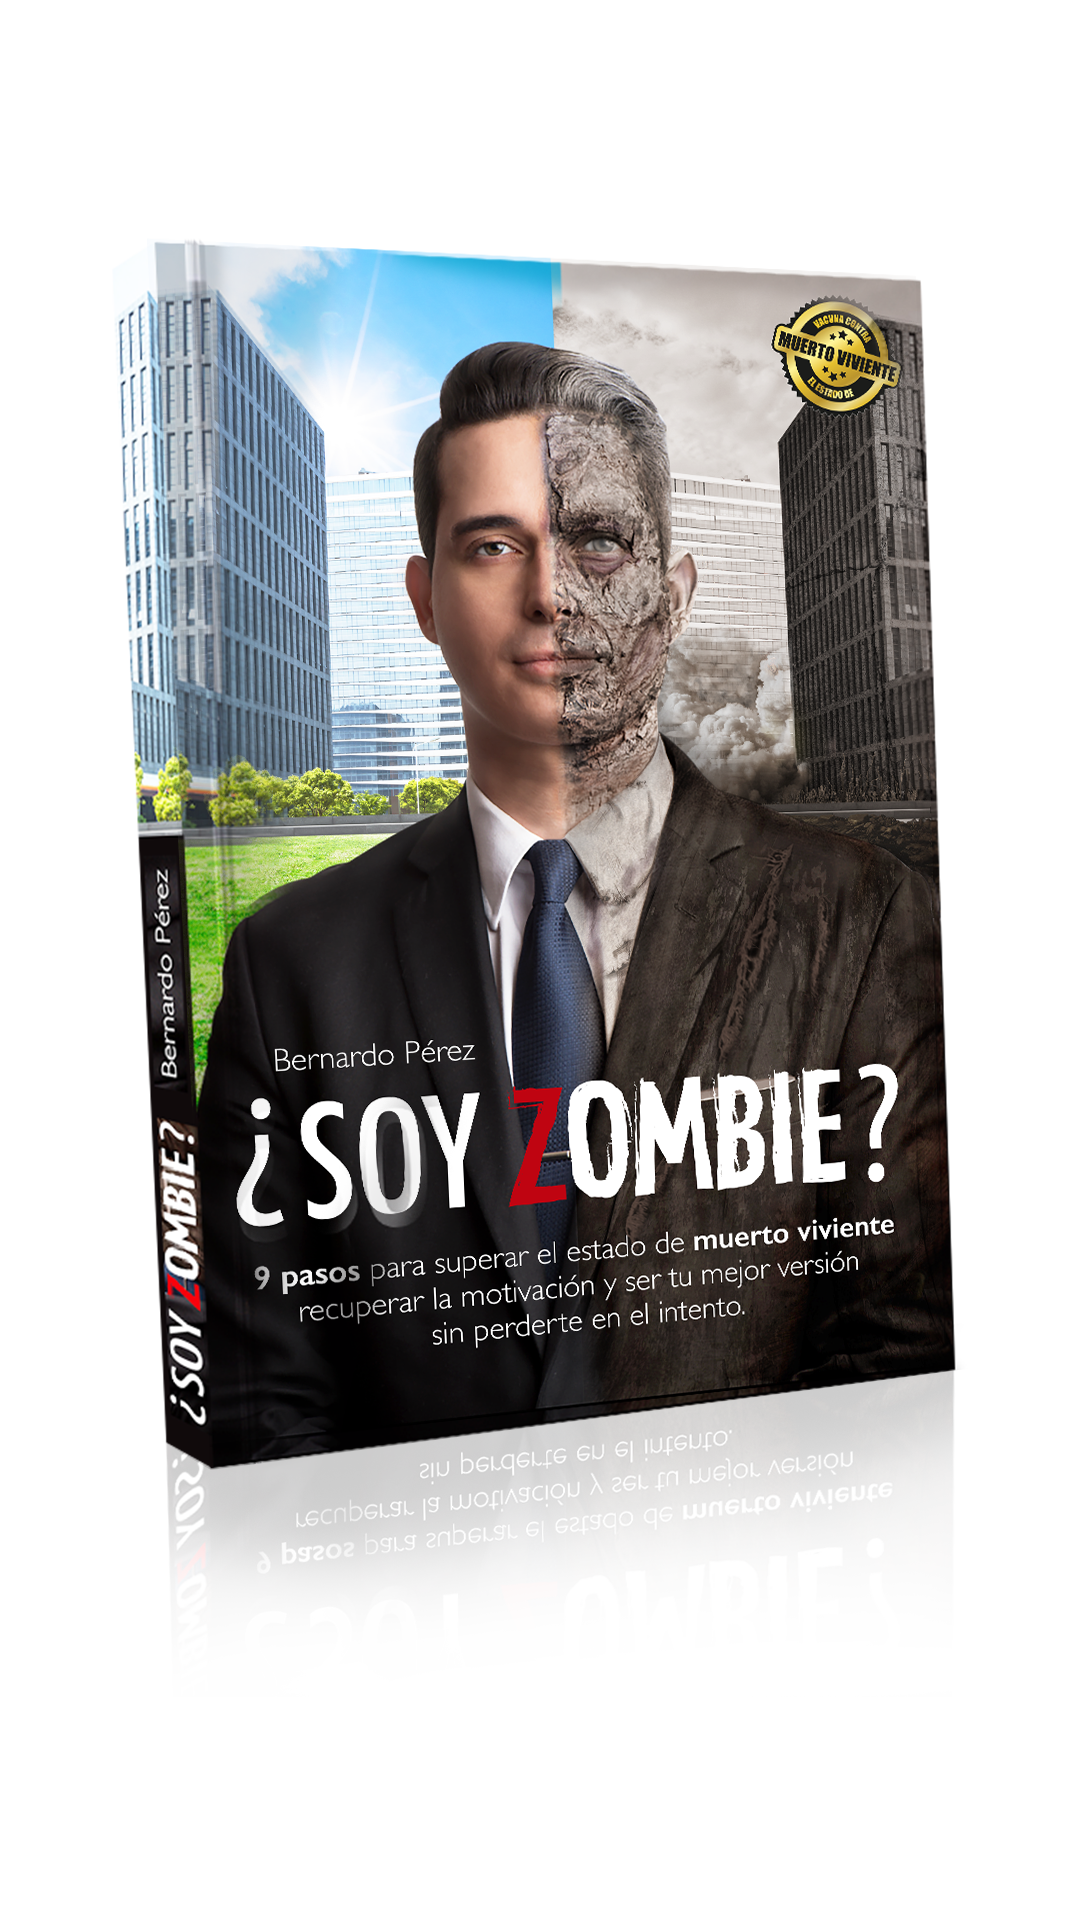 VACUNA CONTRA
MUERTO VIVIENTE
EL ESTADO DE
Bernardo Pérez
¿SOY ZOMBIE?
9 pasos para superar el estado de muerto viviente
recuperar la motivación y ser tu mejor versión
sin perderte en el intento.
Bernardo Pérez
¿SOY ZOMBIE?